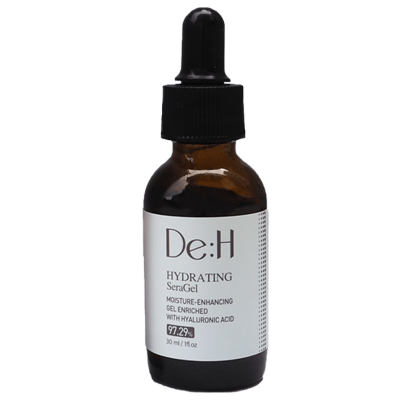 De:H
HYDRATING
SeraGel
MOISTURE-ENHANCING
GEL ENRICHED
WITH HYALURONIC ACID
97.29%
30 ml / 1fl.oz